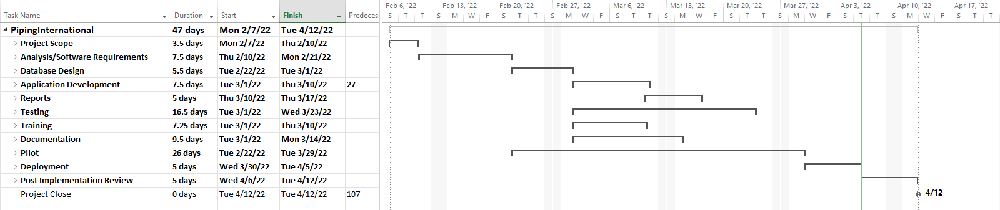 Feb 6, '22 Feb 13, '22 Feb 20, '22 Feb 27, '22 Mar 6, '22 Mar 13, '22 Mar 20, '22 Mar 27, '22 Apr 3, '22 Apr 10, '22 Apr 17, '22
Task Name Duration Start Finish Predecess S T T S M W F S T T S M W F S T T S M W F S T T S M W F S T T S M W F S T T
PipingInternational 47 days Mon 2/7/22 Tue 4/12/22
Project Scope 3.5 days Mon 2/7/22 Thu 2/10/22
Analysis/Software Requirements 7.5 days Thu 2/10/22 Mon 2/21/22
Database Design 5.5 days Tue 2/22/22 Tue 3/1/22
Application Development 7.5 days Tue 3/1/22 Thu 3/10/22 27
Reports 5 days Thu 3/10/22 Thu 3/17/22
Testing 16.5 days Tue 3/1/22 Wed 3/23/22
Training 7.25 days Tue 3/1/22 Thu 3/10/22
Documentation 9.5 days Tue 3/1/22 Mon 3/14/22
Pilot 26 days Tue 2/22/22 Tue 3/29/22
Deployment 5 days Wed 3/30/22 Tue 4/5/22
Post Implementation Review 5 days Wed 4/6/22 Tue 4/12/22
Project Close 0 days Tue 4/12/22 Tue 4/12/22 107 4/12